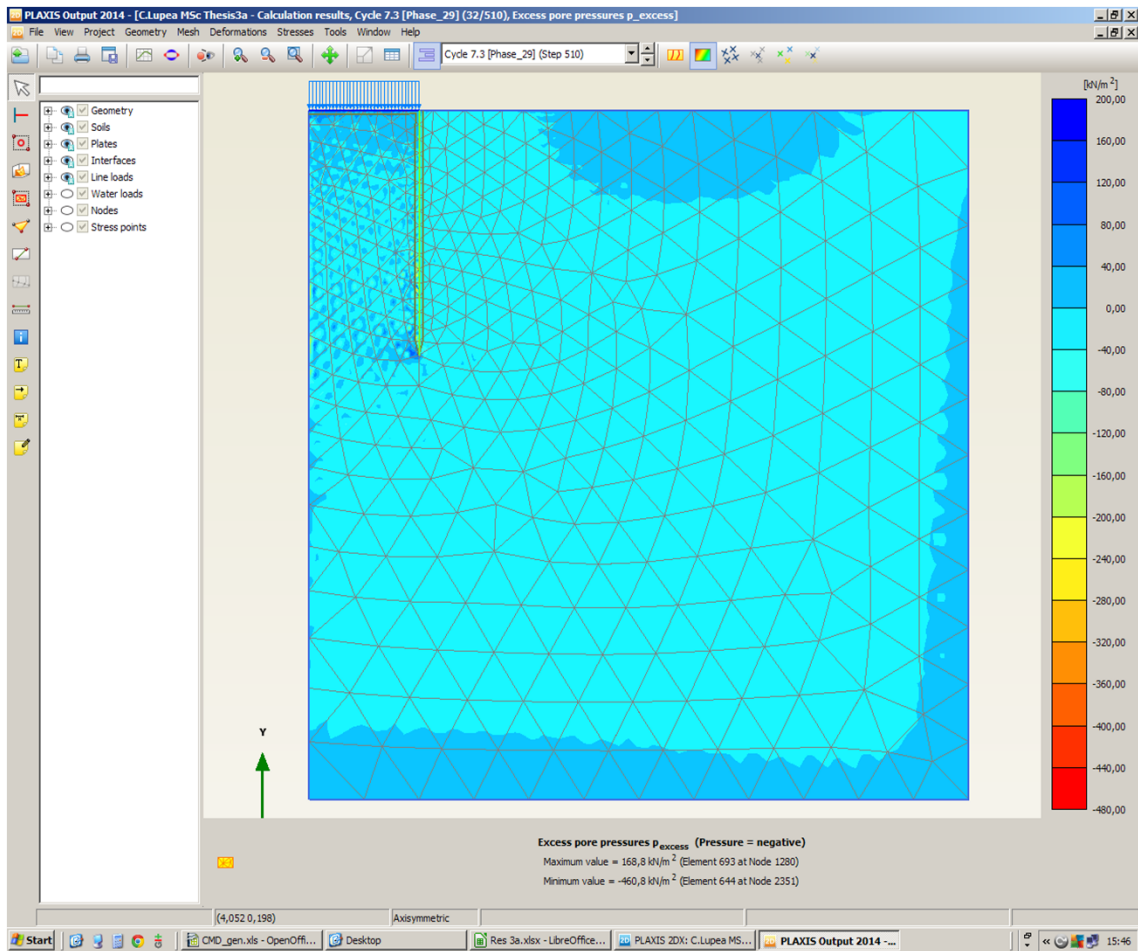 PLAXIS Output 2014 - [C.Lupea MSc Thesis3a - Calculation results, Cycle 7.3 [Phase_29] (32/510), Excess pore pressures p_excess]
File View Project Geometry Mesh Deformations Stresses Tools Window Help
Cycle 7.3 [Phase_29] (Step 510)
Geometry
Soils
Plates
Interfaces
Line loads
Water loads
Nodes
Stress points
[kN/m²]
200,00
160,00
120,00
80,00
40,00
0,00
-40,00
-80,00
-120,00
-160,00
-200,00
-240,00
-280,00
-320,00
-360,00
-400,00
-440,00
-480,00
Y
Excess pore pressures p_excess (Pressure = negative)
Maximum value = 168,8 kN/m² (Element 693 at Node 1280)
Minimum value = -460,8 kN/m² (Element 644 at Node 2351)
(4,052 0,198) Axisymmetric
Start CMD_gen.xls - OpenOffi... Desktop Res 3a.xlsx - LibreOffice... PLAXIS 2DX: C.Lupea MS... PLAXIS Output 2014 -... 15:46